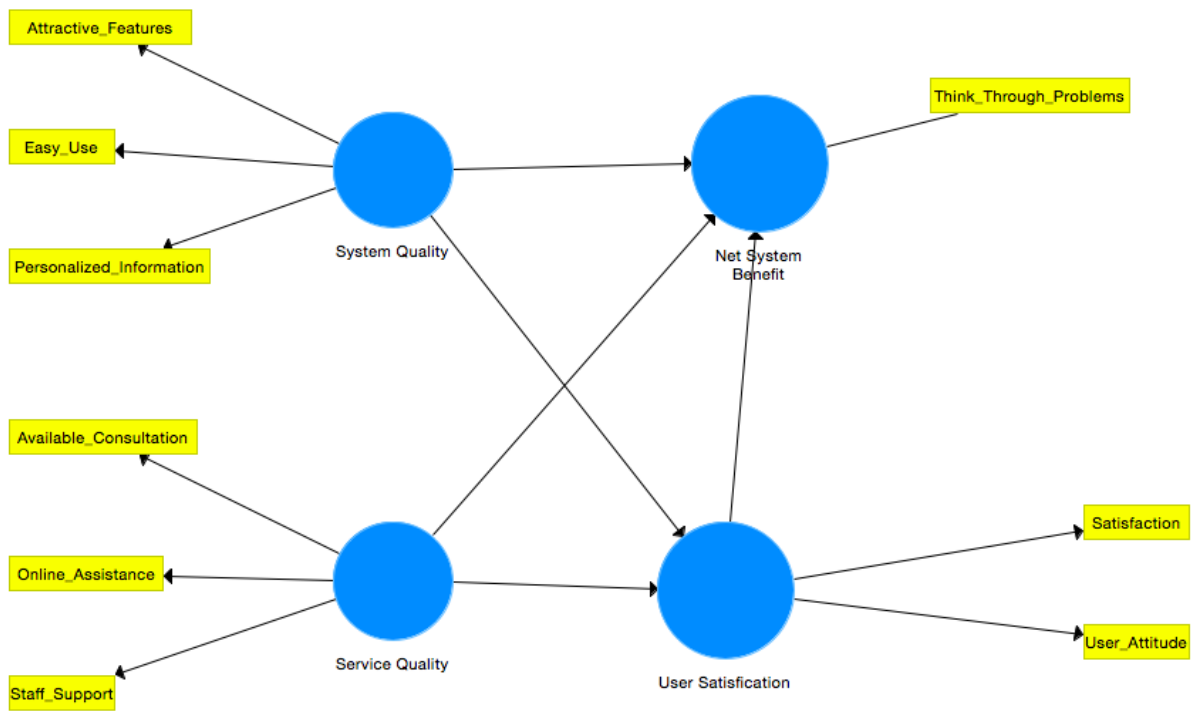 Attractive_Features
Think_Through_Problems
Easy_Use
System Quality
Net System
Benefit
Personalized_Information
Available_Consultation
Satisfaction
Online_Assistance
User_Attitude
Service Quality
User Satisfication
Staff_Support